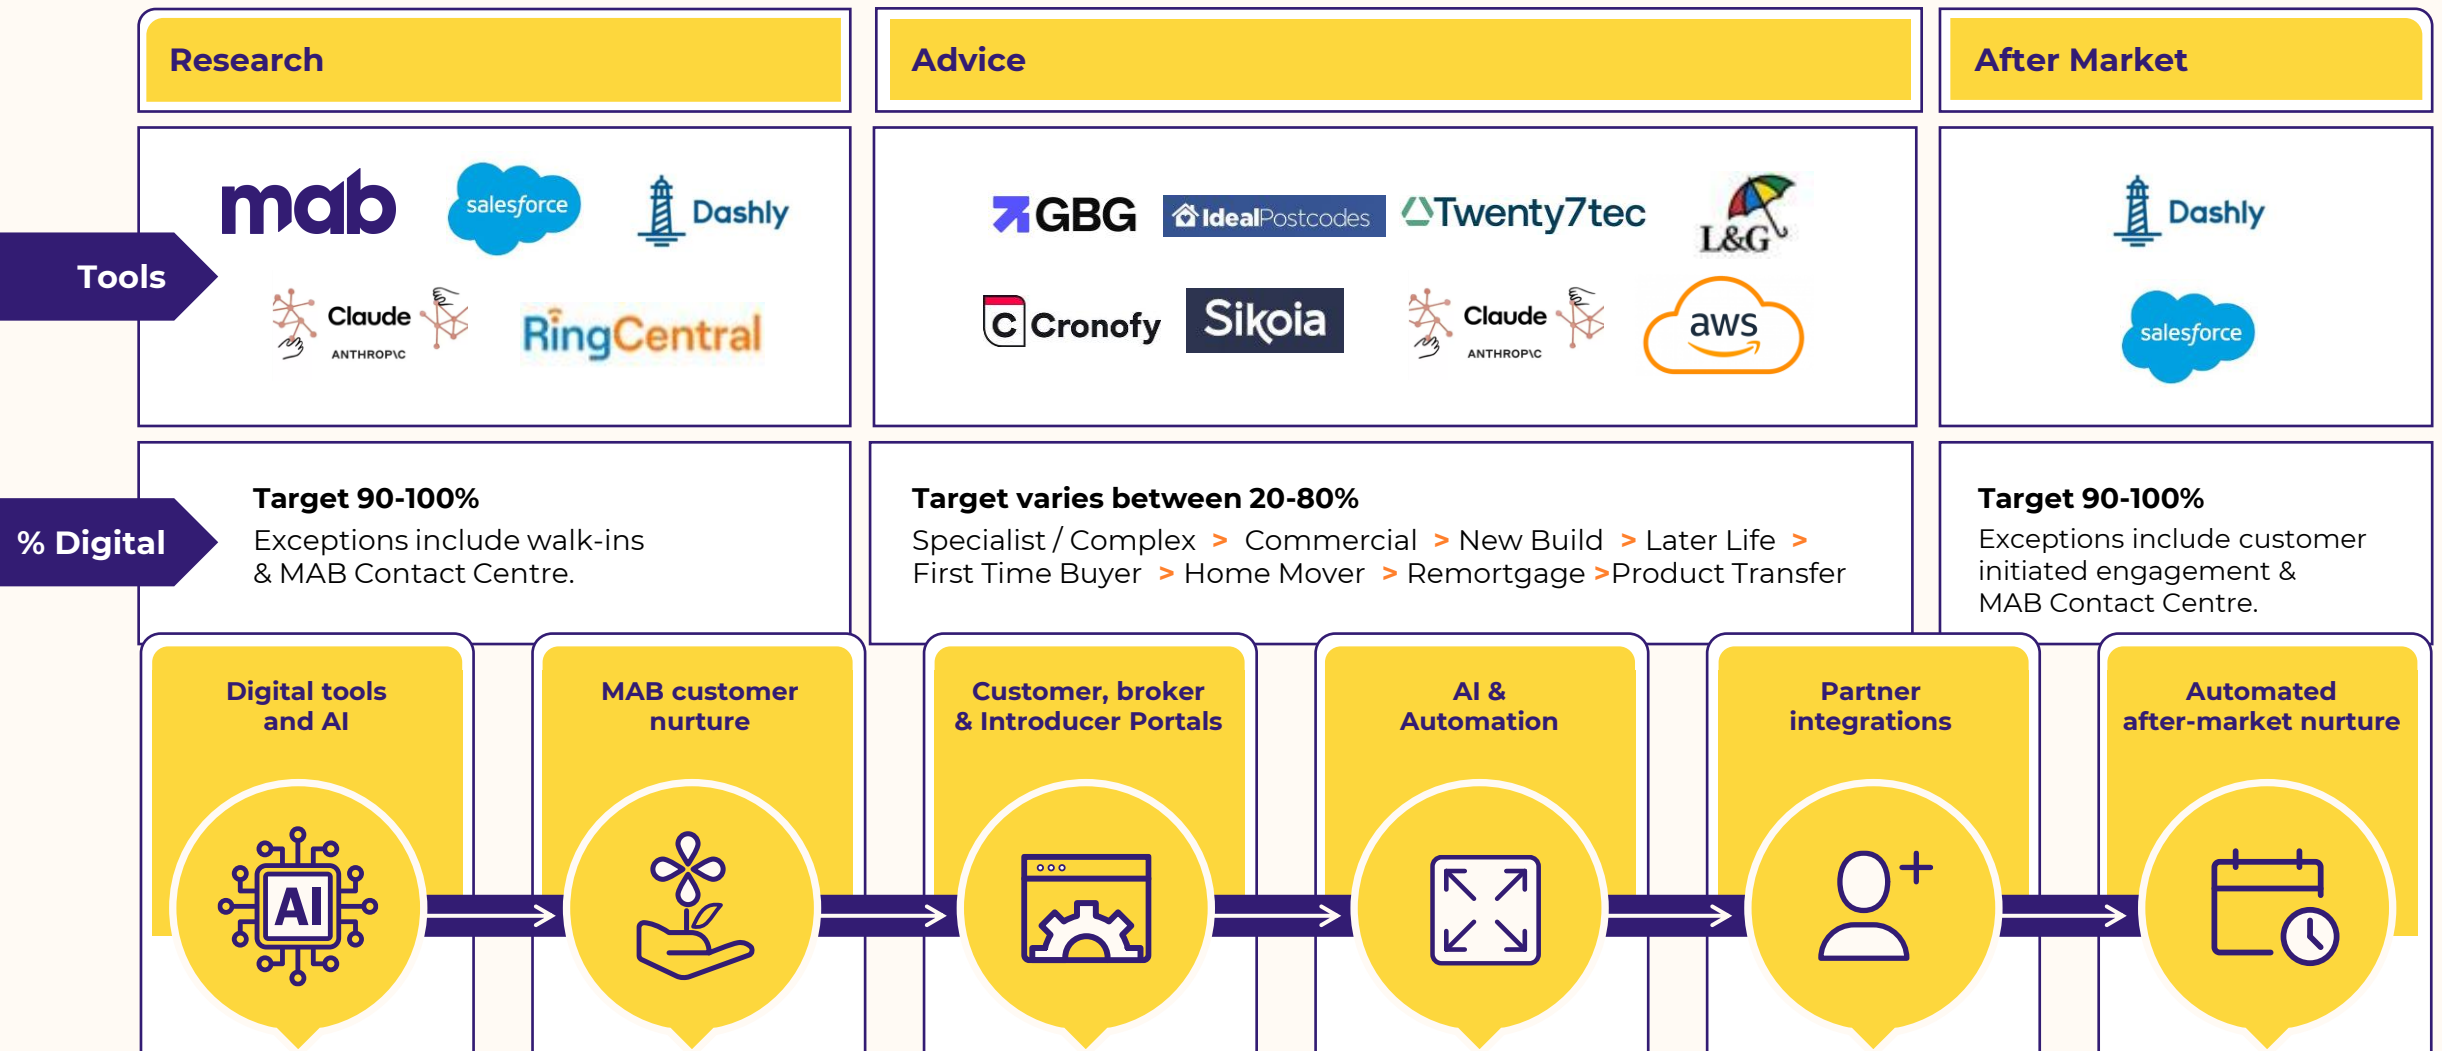 Research
Advice
After Market
Tools
mab
salesforce
Dashly
Claude
ANTHROP\C
RingCentral
GBG
IdealPostcodes
Twenty7tec
L&G
C Cronofy
Sikoia
Claude
ANTHROP\C
aws
Dashly
salesforce
% Digital
Target 90-100%
Exceptions include walk-ins
& MAB Contact Centre.
Target varies between 20-80%
Specialist / Complex > Commercial > New Build > Later Life >
First Time Buyer > Home Mover > Remortgage >Product Transfer
Target 90-100%
Exceptions include customer
initiated engagement &
MAB Contact Centre.
Digital tools
and AI
AI
MAB customer
nurture
Customer, broker
& Introducer Portals
AI &
Automation
Partner
integrations
Automated
after-market nurture